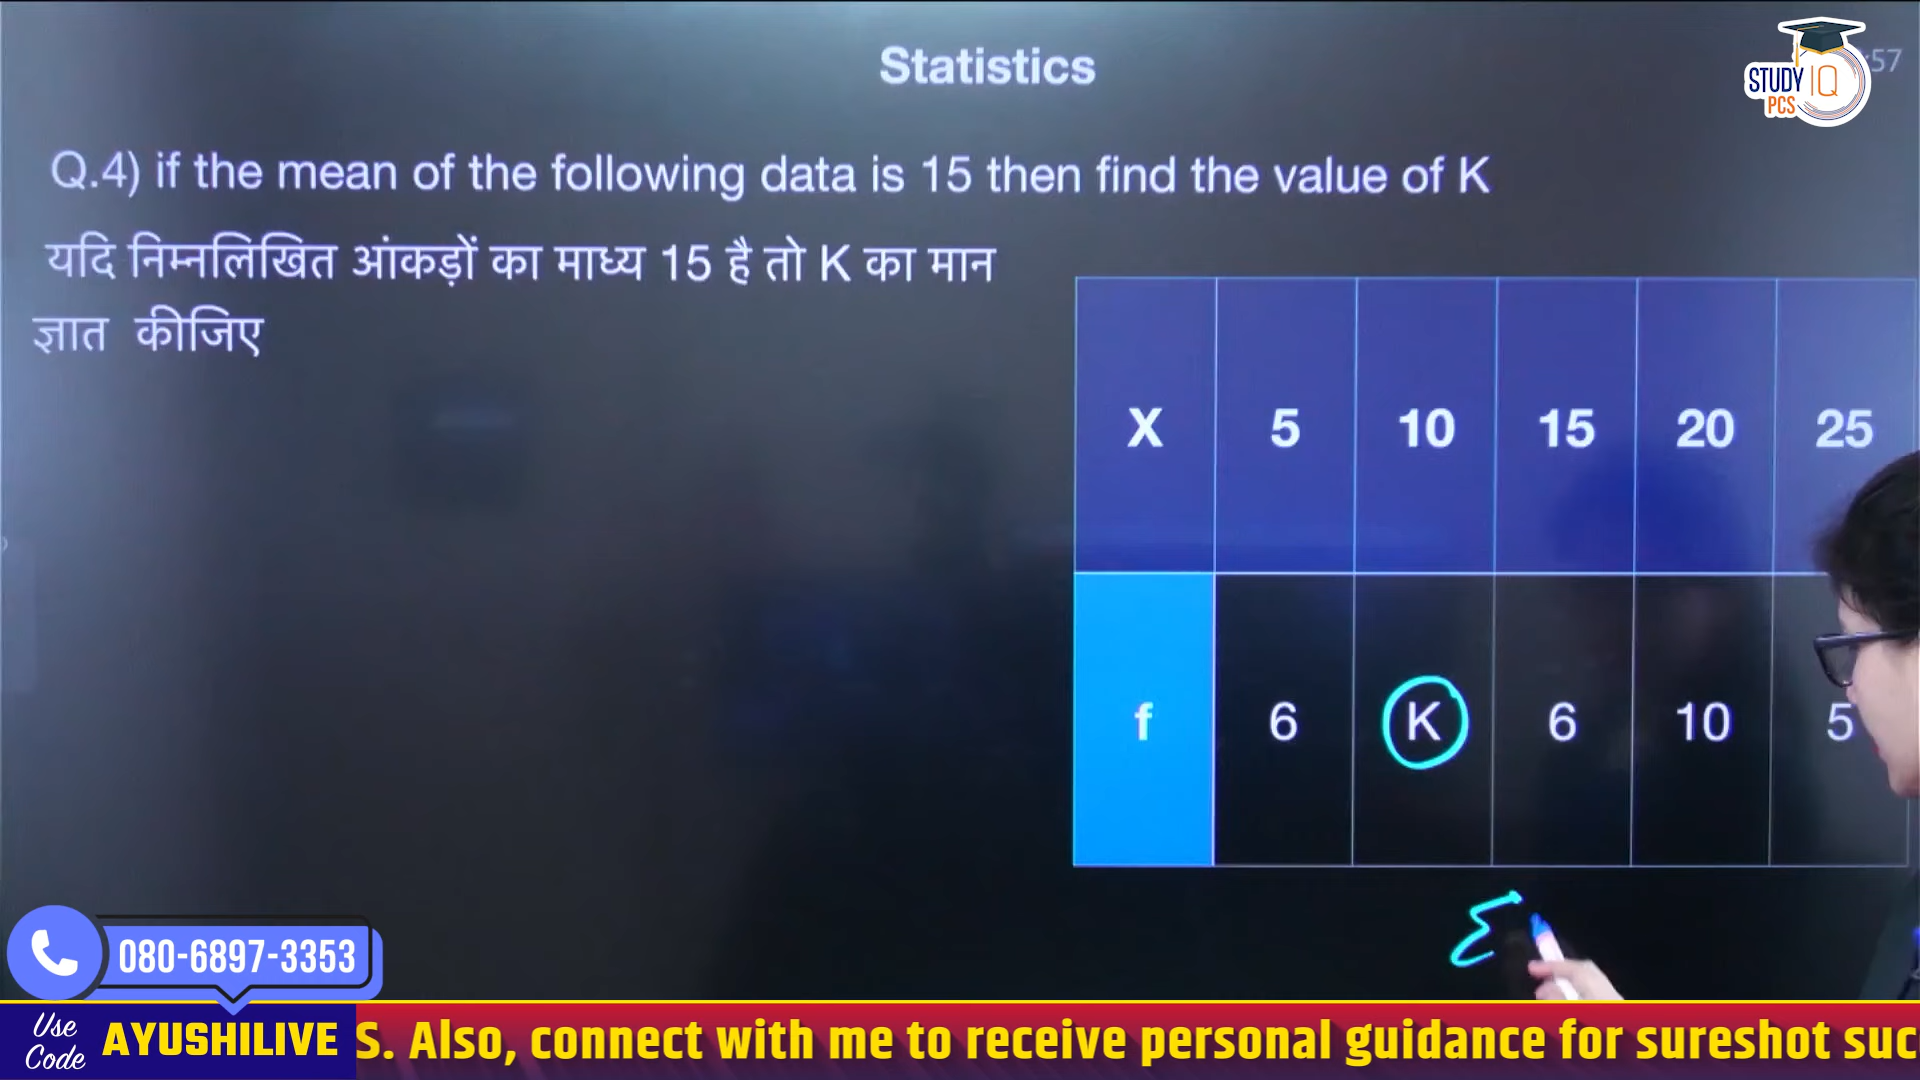 Statistics
:57
STUDY IQ
PCS
Q.4) if the mean of the following data is 15 then find the value of K
यदि निम्नलिखित आंकड़ों का माध्य 15 है तो K का मान
ज्ञात कीजिए
X 5 10 15 20 25
f 6 K 6 10 5
Σ
080-6897-3353
Use Code AYUSHILIVE
S. Also, connect with me to receive personal guidance for sureshot suc